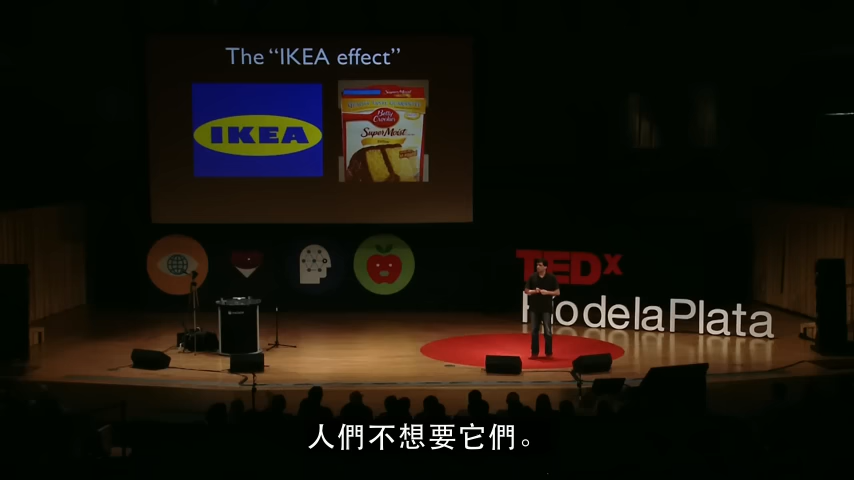 The “IKEA effect”
IKEA
Betty Crocker
SuperMoist
TEDx
RiodelaPlata
人們不想要它們。